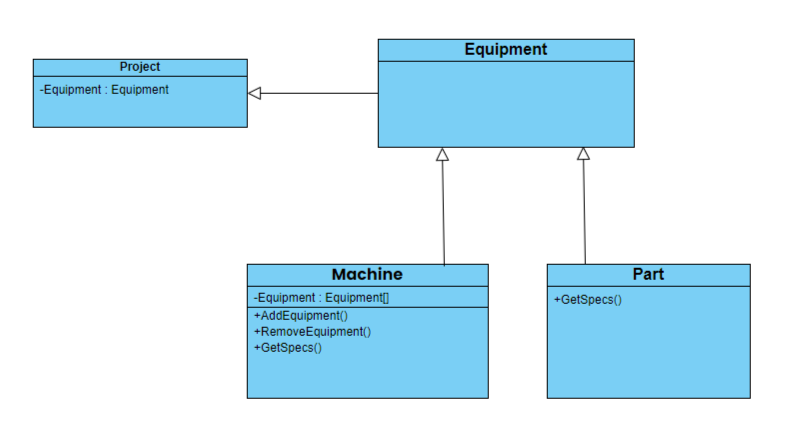 Project
-Equipment : Equipment
Equipment
Machine
-Equipment : Equipment[]
+AddEquipment()
+RemoveEquipment()
+GetSpecs()
Part
+GetSpecs()